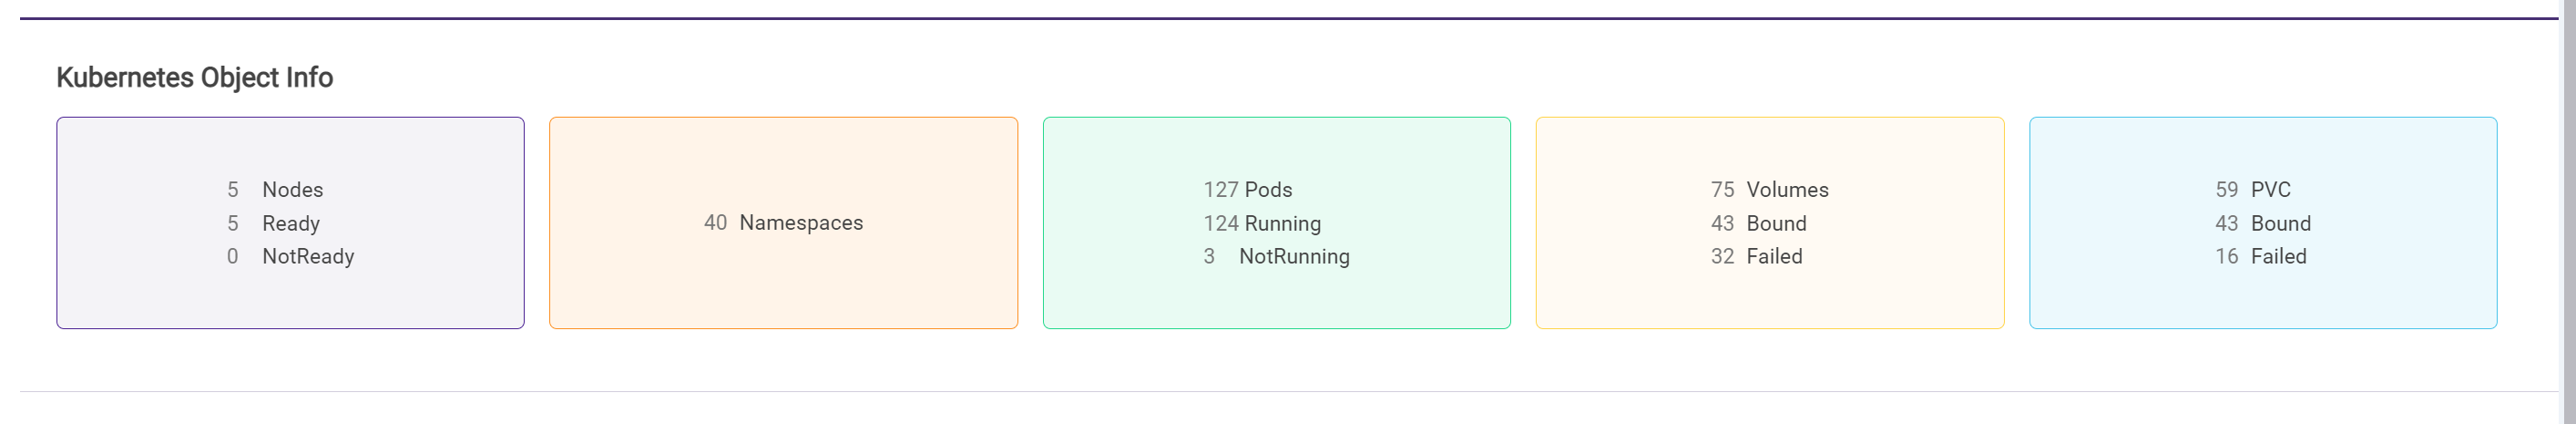 Kubernetes Object Info
5 Nodes
5 Ready
0 NotReady
40 Namespaces
127 Pods
124 Running
3 NotRunning
75 Volumes
43 Bound
32 Failed
59 PVC
43 Bound
16 Failed